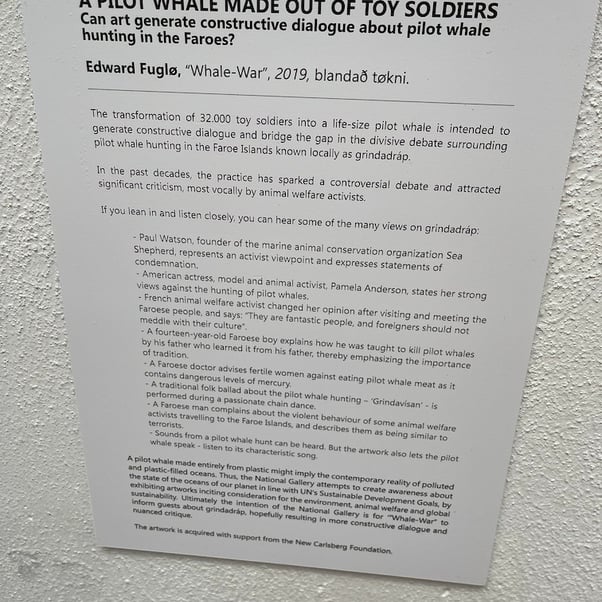 A PILOT WHALE MADE OUT OF TOY SOLDIERS
Can art generate constructive dialogue about pilot whale
hunting in the Faroes?
Edward Fuglø, "Whale-War", 2019, blandað tøkni.
The transformation of 32.000 toy soldiers into a life-size pilot whale is intended to
generate constructive dialogue and bridge the gap in the divisive debate surrounding
pilot whale hunting in the Faroe Islands known locally as grindadráp.
In the past decades, the practice has sparked a controversial debate and attracted
significant criticism, most vocally by animal welfare activists.
If you lean in and listen closely, you can hear some of the many views on grindadráp:
- Paul Watson, founder of the marine animal conservation organization Sea
Shepherd, represents an activist viewpoint and expresses statements of
condemnation.
- American actress, model and animal activist, Pamela Anderson, states her strong
views against the hunting of pilot whales.
- French animal welfare activist changed her opinion after visiting and meeting the
Faroese people, and says: "They are fantastic people, and foreigners should not
meddle with their culture".
- A fourteen-year-old Faroese boy explains how he was taught to kill pilot whales
by his father who learned it from his father, thereby emphasizing the importance
of tradition.
- A Faroese doctor advises fertile women against eating pilot whale meat as it
contains dangerous levels of mercury.
- A traditional folk ballad about the pilot whale hunting – 'Grindavísan' - is
performed during a passionate chain dance.
- A Faroese man complains about the violent behaviour of some animal welfare
activists travelling to the Faroe Islands, and describes them as being similar to
terrorists.
- Sounds from a pilot whale hunt can be heard. But the artwork also lets the pilot
whale speak - listen to its characteristic song.
A pilot whale made entirely from plastic might imply the contemporary reality of polluted
and plastic-filled oceans. Thus, the National Gallery attempts to create awareness about
the state of the oceans of our planet in line with UN's Sustainable Development Goals, by
exhibiting artworks inciting consideration for the environment, animal welfare and global
sustainability. Ultimately the intention of the National Gallery is for "Whale-War" to
inform guests about grindadráp, hopefully resulting in more constructive dialogue and
nuanced critique.
The artwork is acquired with support from the New Carlsberg Foundation.